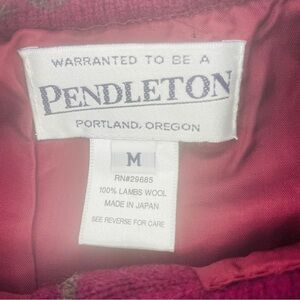 WARRANTED TO BE A
PENDLETON
PORTLAND, OREGON
M
RN#29685
100% LAMBS WOOL
MADE IN JAPAN
SEE REVERSE FOR CARE